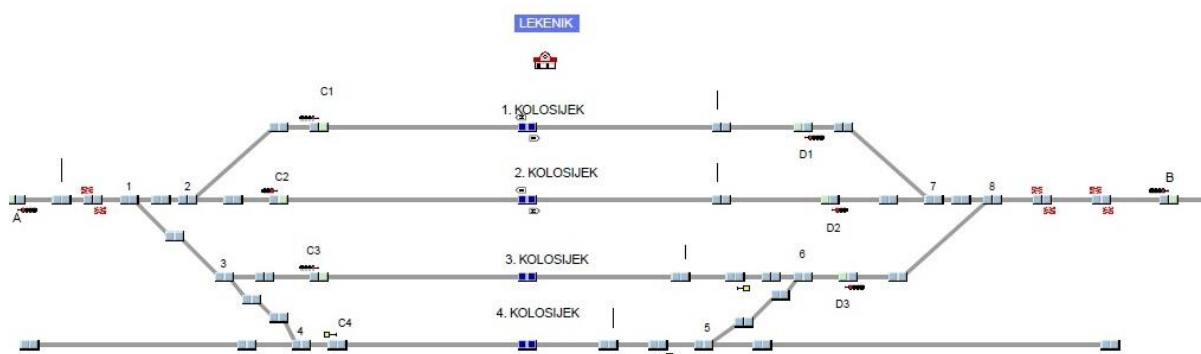 LEKENIK
C1
1. KOLOSIJEK
D1
C2
2. KOLOSIJEK
1
2
7
8
B
A
D2
C3
3. KOLOSIJEK
6
3
D3
4. KOLOSIJEK
C4
4
5